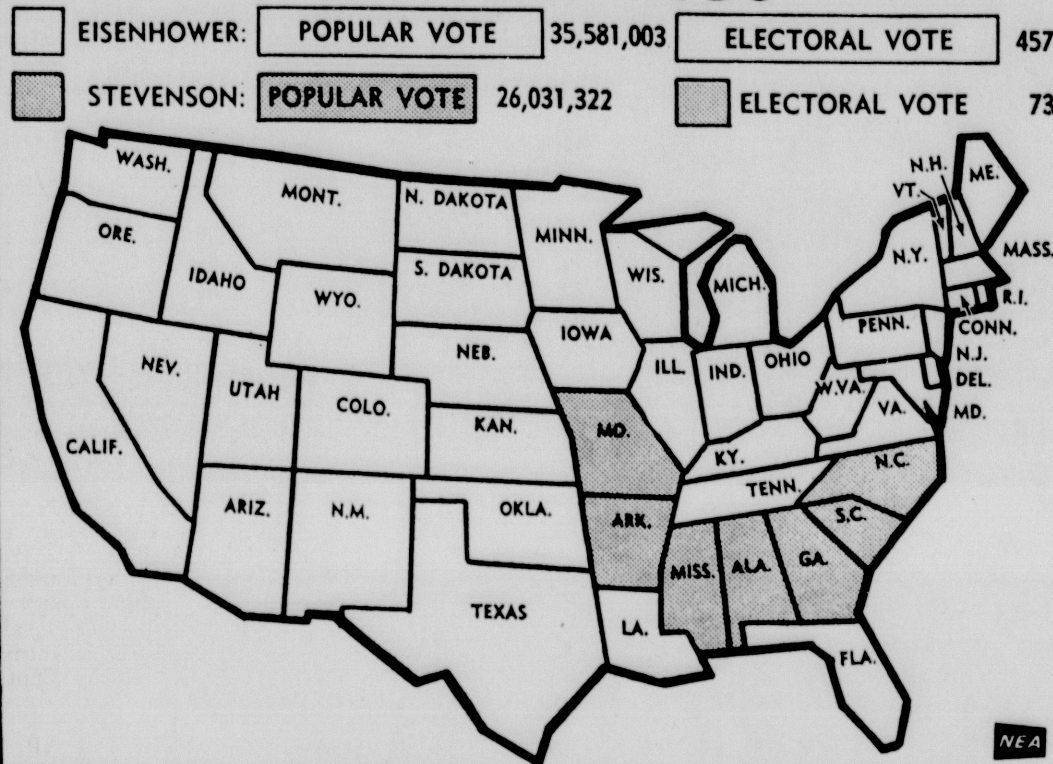 EISENHOWER: POPULAR VOTE 35,581,003 ELECTORAL VOTE 457
STEVENSON: POPULAR VOTE 26,031,322 ELECTORAL VOTE 73
WASH.
MONT.
N. DAKOTA
MINN.
N.H.
ME.
VT.
ORE.
IDAHO
WYO.
S. DAKOTA
WIS.
MICH.
N.Y.
MASS.
R.I.
NEV.
UTAH
COLO.
NEB.
IOWA
ILL.
IND.
OHIO
PENN.
CONN.
N.J.
DEL.
W.VA.
VA.
MD.
CALIF.
KAN.
MO.
KY.
N.C.
TENN.
ARIZ.
N.M.
OKLA.
ARK.
S.C.
MISS.
ALA.
GA.
TEXAS
LA.
FLA.
NEA